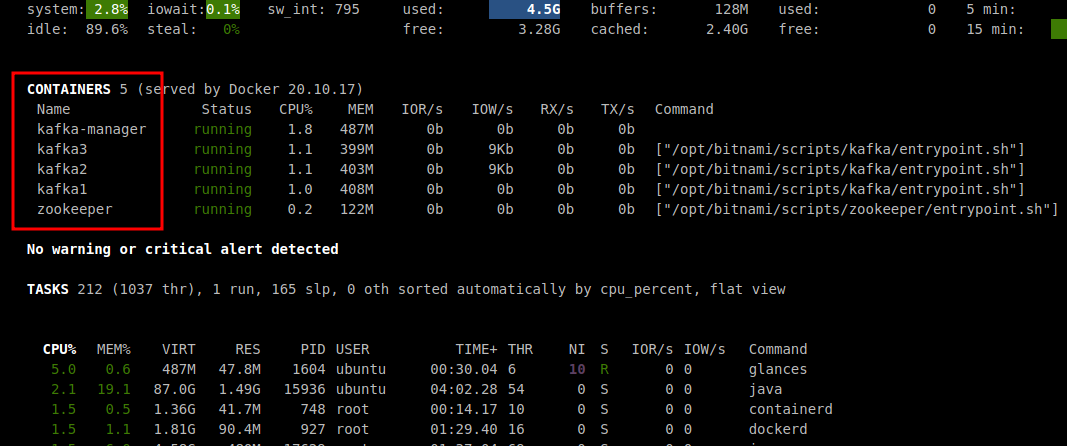 system: 2.8% iowait: 0.1% sw_int: 795 used: 4.5G buffers: 128M used: 0 5 min:
idle: 89.6% steal: 0% free: 3.28G cached: 2.40G free: 0 15 min:
CONTAINERS 5 (served by Docker 20.10.17)
Name Status CPU% MEM IOR/s IOW/s RX/s TX/s Command
kafka-manager running 1.8 487M 0b 0b 0b 0b
kafka3 running 1.1 399M 0b 9Kb 0b 0b ["/opt/bitnami/scripts/kafka/entrypoint.sh"]
kafka2 running 1.1 403M 0b 9Kb 0b 0b ["/opt/bitnami/scripts/kafka/entrypoint.sh"]
kafka1 running 1.0 408M 0b 0b 0b 0b ["/opt/bitnami/scripts/kafka/entrypoint.sh"]
zookeeper running 0.2 122M 0b 0b 0b 0b ["/opt/bitnami/scripts/zookeeper/entrypoint.sh"]
No warning or critical alert detected
TASKS 212 (1037 thr), 1 run, 165 slp, 0 oth sorted automatically by cpu_percent, flat view
CPU% MEM% VIRT RES PID USER TIME+ THR NI S IOR/s IOW/s Command
5.0 0.6 487M 47.8M 1604 ubuntu 00:30.04 6 10 R 0 0 glances
2.1 19.1 87.0G 1.49G 15936 ubuntu 04:02.28 54 0 S 0 0 java
1.5 0.5 1.36G 41.7M 748 root 00:14.17 10 0 S 0 0 containerd
1.5 1.1 1.81G 90.4M 927 root 01:29.40 16 0 S 0 0 dockerd